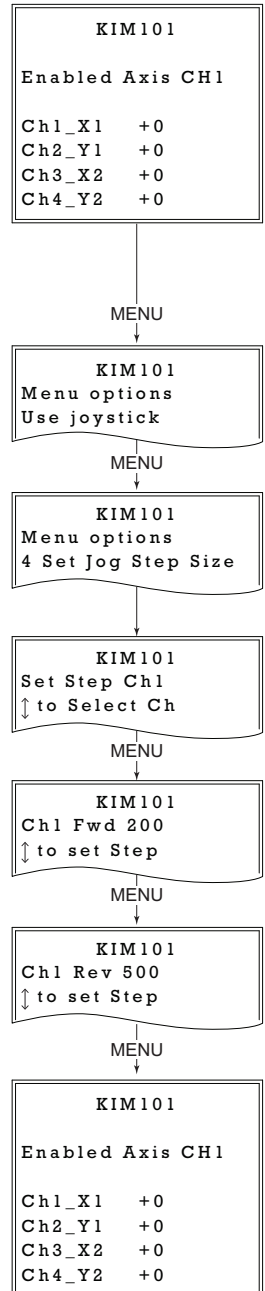 KIM101
Enabled Axis CH1
Ch1_X1 +0
Ch2_Y1 +0
Ch3_X2 +0
Ch4_Y2 +0
MENU
KIM101
Menu options
Use joystick
MENU
KIM101
Menu options
4 Set Jog Step Size
KIM101
Set Step Ch1
↕ to Select Ch
MENU
KIM101
Ch1 Fwd 200
↕ to set Step
MENU
KIM101
Ch1 Rev 500
↕ to set Step
MENU
KIM101
Enabled Axis CH1
Ch1_X1 +0
Ch2_Y1 +0
Ch3_X2 +0
Ch4_Y2 +0